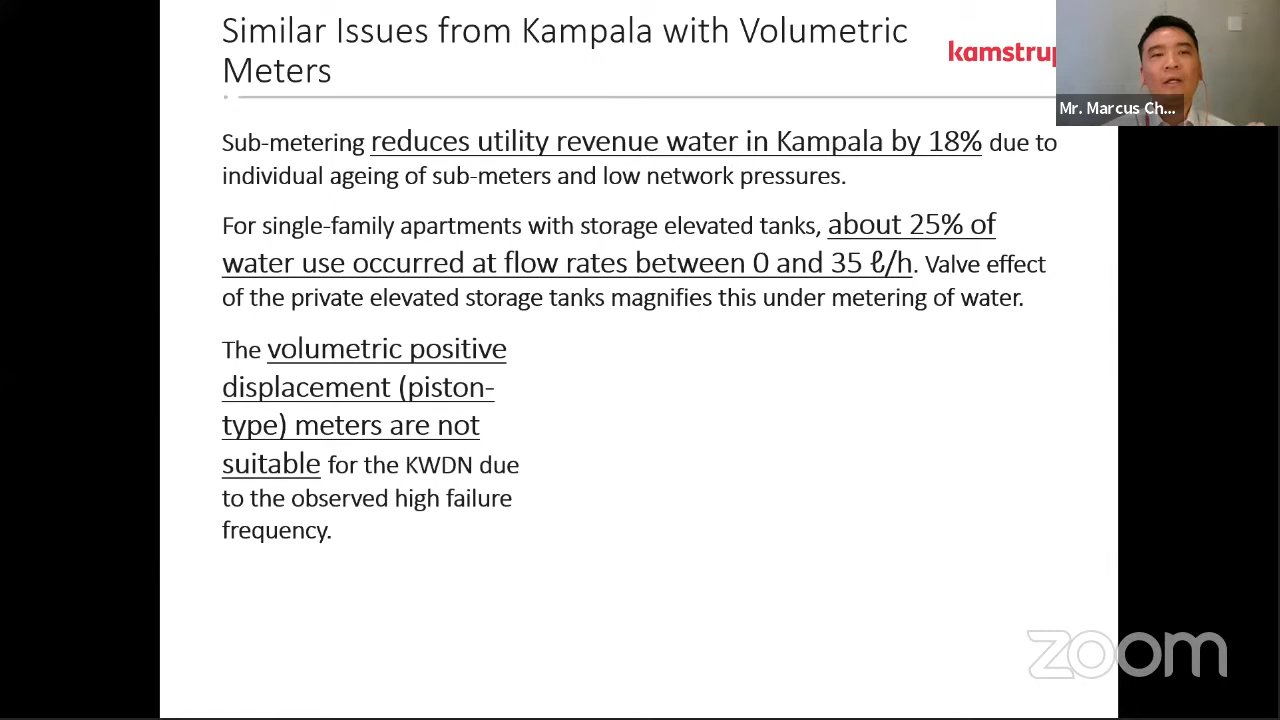 Similar Issues from Kampala with Volumetric
Meters
kamstrup
Mr. Marcus Ch...
Sub-metering reduces utility revenue water in Kampala by 18% due to
individual ageing of sub-meters and low network pressures.
For single-family apartments with storage elevated tanks, about 25% of
water use occurred at flow rates between 0 and 35 ℓ/h. Valve effect
of the private elevated storage tanks magnifies this under metering of water.
The volumetric positive
displacement (piston-
type) meters are not
suitable for the KWDN due
to the observed high failure
frequency.
zoom